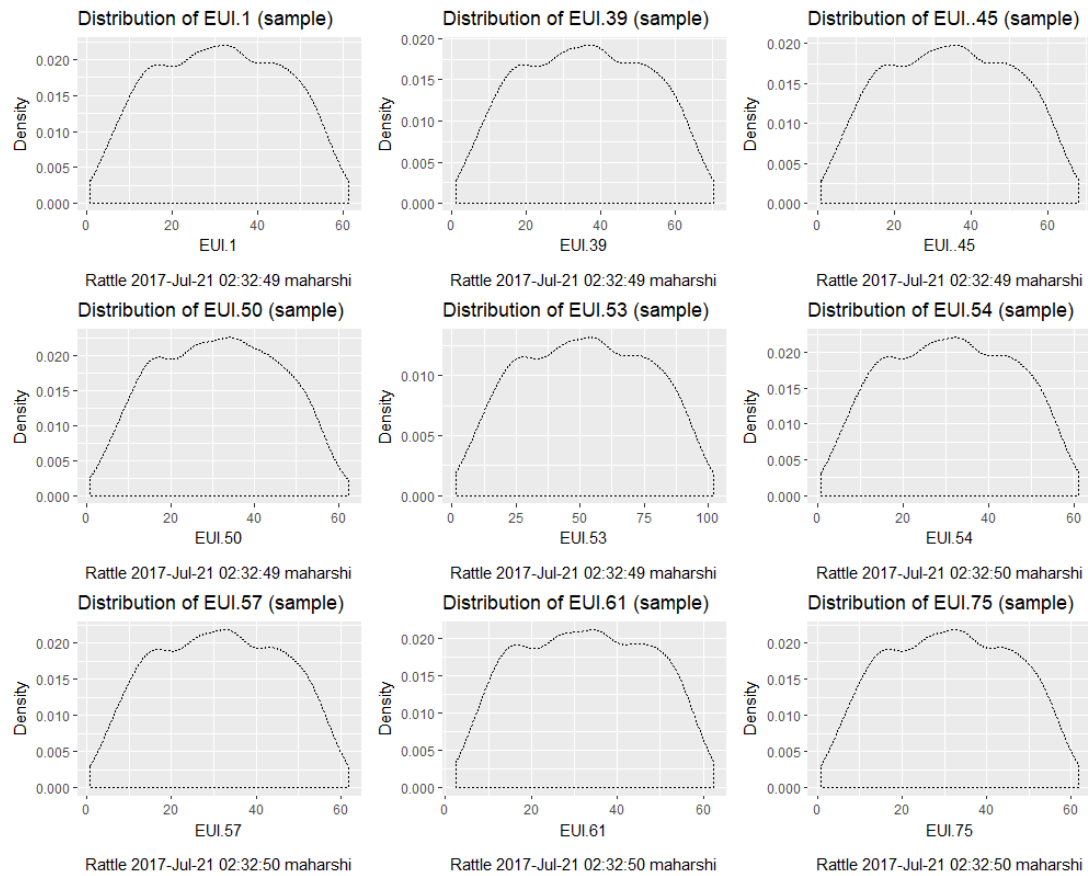 Distribution of EUI.1 (sample)
Density
0.020
0.015
0.010
0.005
0.000
0 20 40 60
EUI.1
Rattle 2017-Jul-21 02:32:49 maharshi
Distribution of EUI.39 (sample)
Density
0.020
0.015
0.010
0.005
0.000
0 20 40 60
EUI.39
Rattle 2017-Jul-21 02:32:49 maharshi
Distribution of EUI..45 (sample)
Density
0.020
0.015
0.010
0.005
0.000
0 20 40 60
EUI..45
Rattle 2017-Jul-21 02:32:49 maharshi
Distribution of EUI.50 (sample)
Density
0.020
0.015
0.010
0.005
0.000
0 20 40 60
EUI.50
Rattle 2017-Jul-21 02:32:49 maharshi
Distribution of EUI.53 (sample)
Density
0.010
0.005
0.000
0 25 50 75 100
EUI.53
Rattle 2017-Jul-21 02:32:49 maharshi
Distribution of EUI.54 (sample)
Density
0.020
0.015
0.010
0.005
0.000
0 20 40 60
EUI.54
Rattle 2017-Jul-21 02:32:50 maharshi
Distribution of EUI.57 (sample)
Density
0.020
0.015
0.010
0.005
0.000
0 20 40 60
EUI.57
Rattle 2017-Jul-21 02:32:50 maharshi
Distribution of EUI.61 (sample)
Density
0.020
0.015
0.010
0.005
0.000
0 20 40 60
EUI.61
Rattle 2017-Jul-21 02:32:50 maharshi
Distribution of EUI.75 (sample)
Density
0.020
0.015
0.010
0.005
0.000
0 20 40 60
EUI.75
Rattle 2017-Jul-21 02:32:50 maharshi